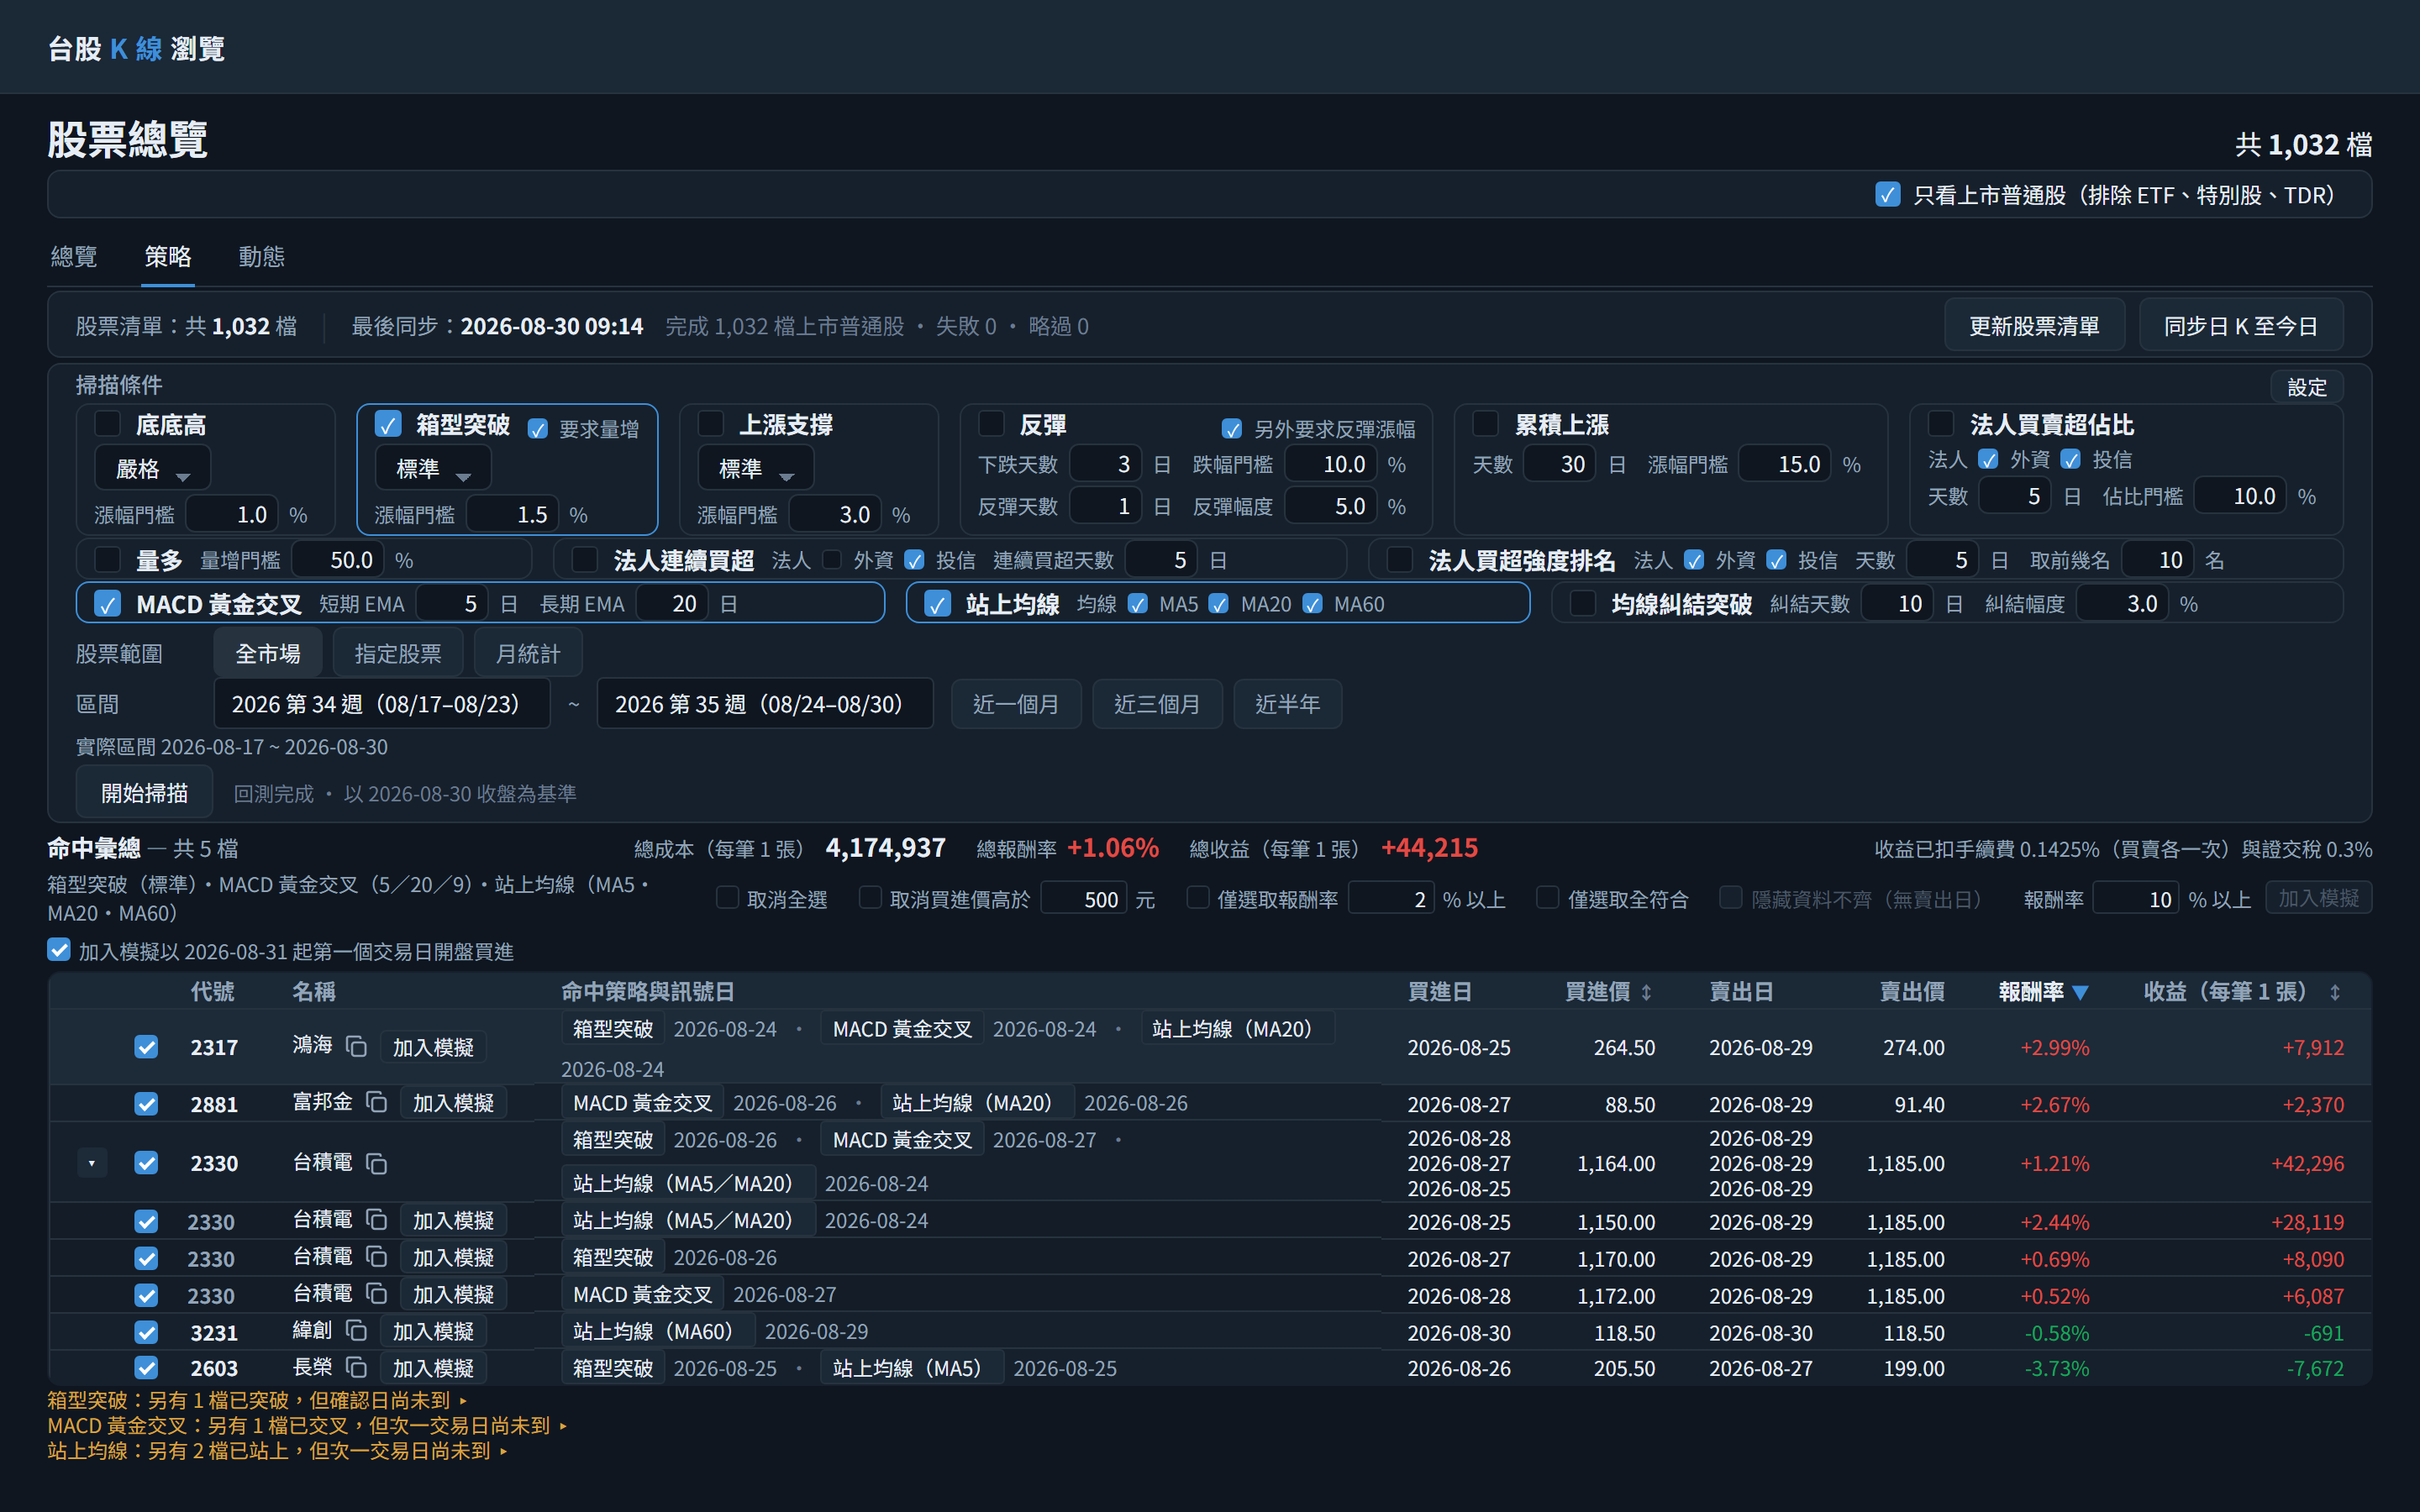 台股 K 線 瀏覽
股票總覽
共 1,032 檔
只看上市普通股（排除 ETF、特別股、TDR）
總覽 策略 動態
股票清單：共 1,032 檔 最後同步：2026-08-30 09:14 完成 1,032 檔上市普通股 · 失敗 0 · 略過 0 更新股票清單 同步日 K 至今日
掃描條件 設定
底底高
嚴格
漲幅門檻 1.0 %
箱型突破 要求量增
標準
漲幅門檻 1.5 %
上漲支撐
標準
漲幅門檻 3.0 %
反彈 另外要求反彈漲幅
下跌天數 3 日 跌幅門檻 10.0 %
反彈天數 1 日 反彈幅度 5.0 %
累積上漲
天數 30 日 漲幅門檻 15.0 %
法人買賣超佔比
法人 外資 投信
天數 5 日 佔比門檻 10.0 %
量多 量增門檻 50.0 %
法人連續買超 法人 外資 投信 連續買超天數 5 日
法人買超強度排名 法人 外資 投信 天數 5 日 取前幾名 10 名
MACD 黃金交叉 短期 EMA 5 日 長期 EMA 20 日
站上均線 均線 MA5 MA20 MA60
均線糾結突破 糾結天數 10 日 糾結幅度 3.0 %
股票範圍 全市場 指定股票 月統計
區間 2026 第 34 週（08/17–08/23） ~ 2026 第 35 週（08/24–08/30） 近一個月 近三個月 近半年
實際區間 2026-08-17 ~ 2026-08-30
開始掃描 回測完成 · 以 2026-08-30 收盤為基準
命中彙總 — 共 5 檔 總成本（每筆 1 張） 4,174,937 總報酬率 +1.06% 總收益（每筆 1 張） +44,215 收益已扣手續費 0.1425%（買賣各一次）與證交稅 0.3%
箱型突破（標準）· MACD 黃金交叉（5／20／9）· 站上均線（MA5 ·
MA20 · MA60）
取消全選 取消買進價高於 500 元 僅選取報酬率 2 % 以上 僅選取全符合 隱藏資料不齊（無賣出日） 報酬率 10 % 以上 加入模擬
加入模擬以 2026-08-31 起第一個交易日開盤買進
代號 名稱 命中策略與訊號日 買進日 買進價 ↕ 賣出日 賣出價 報酬率 ▼ 收益（每筆 1 張） ↕
2317 鴻海 加入模擬 箱型突破 2026-08-24 · MACD 黃金交叉 2026-08-24 · 站上均線（MA20）
2026-08-24
2026-08-25 264.50 2026-08-29 274.00 +2.99% +7,912
2881 富邦金 加入模擬 MACD 黃金交叉 2026-08-26 · 站上均線（MA20） 2026-08-26 2026-08-27 88.50 2026-08-29 91.40 +2.67% +2,370
▾ 2330 台積電 箱型突破 2026-08-26 · MACD 黃金交叉 2026-08-27 ·
站上均線（MA5／MA20） 2026-08-24
2026-08-28 2026-08-29
2026-08-27 1,164.00 2026-08-29 1,185.00 +1.21% +42,296
2026-08-25 2026-08-29
2330 台積電 加入模擬 站上均線（MA5／MA20） 2026-08-24 2026-08-25 1,150.00 2026-08-29 1,185.00 +2.44% +28,119
2330 台積電 加入模擬 箱型突破 2026-08-26 2026-08-27 1,170.00 2026-08-29 1,185.00 +0.69% +8,090
2330 台積電 加入模擬 MACD 黃金交叉 2026-08-27 2026-08-28 1,172.00 2026-08-29 1,185.00 +0.52% +6,087
3231 緯創 加入模擬 站上均線（MA60） 2026-08-29 2026-08-30 118.50 2026-08-30 118.50 -0.58% -691
2603 長榮 加入模擬 箱型突破 2026-08-25 · 站上均線（MA5） 2026-08-25 2026-08-26 205.50 2026-08-27 199.00 -3.73% -7,672
箱型突破：另有 1 檔已突破，但確認日尚未到 ▸
MACD 黃金交叉：另有 1 檔已交叉，但次一交易日尚未到 ▸
站上均線：另有 2 檔已站上，但次一交易日尚未到 ▸